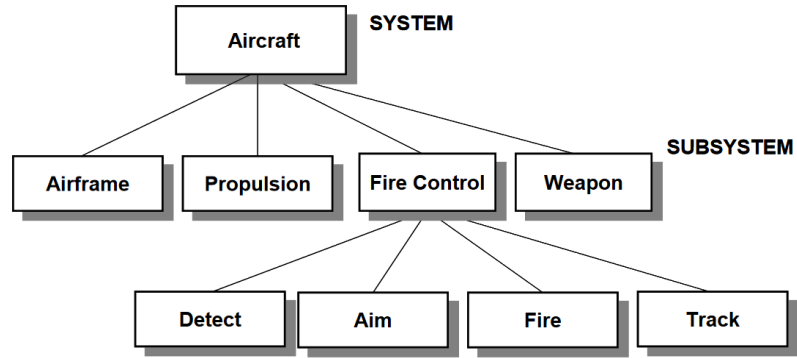 Aircraft
SYSTEM
SUBSYSTEM
Airframe
Propulsion
Fire Control
Weapon
Detect
Aim
Fire
Track